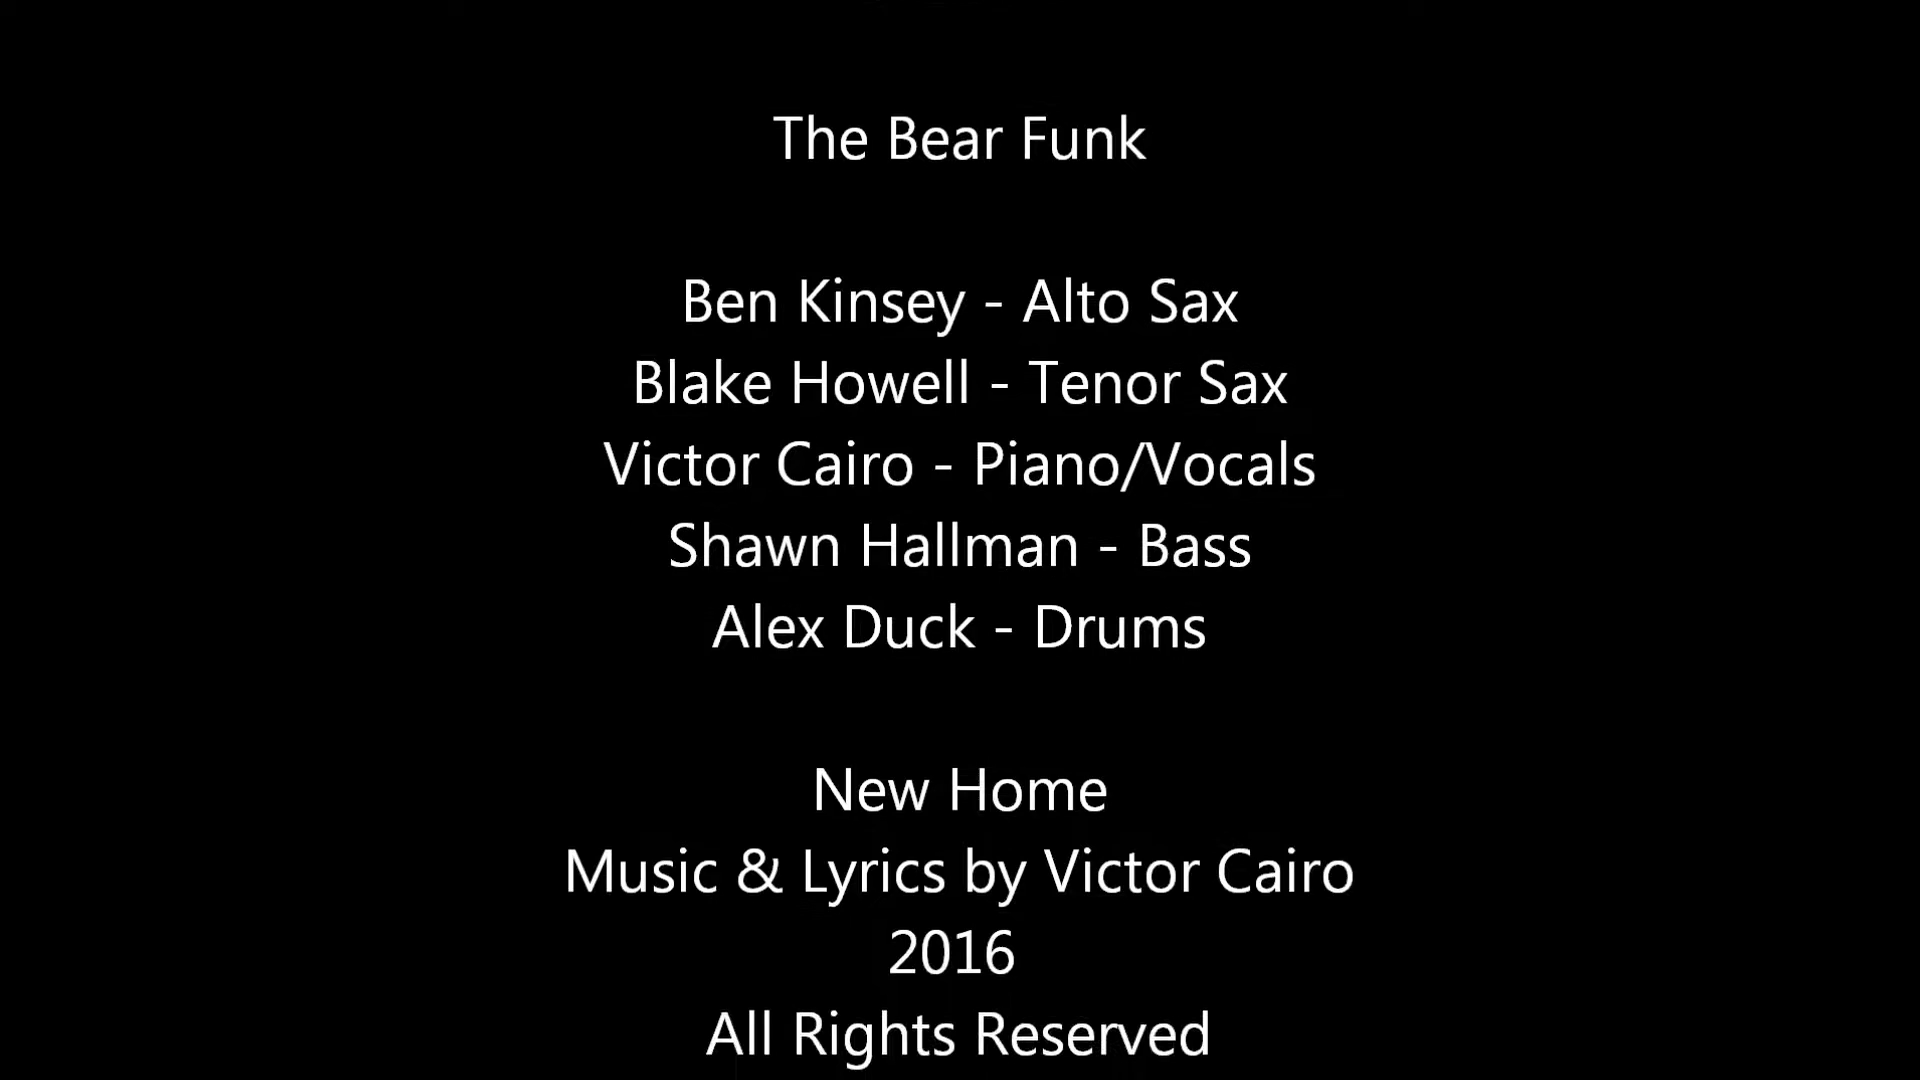 The Bear Funk
Ben Kinsey - Alto Sax
Blake Howell - Tenor Sax
Victor Cairo - Piano/Vocals
Shawn Hallman - Bass
Alex Duck - Drums
New Home
Music & Lyrics by Victor Cairo
2016
All Rights Reserved